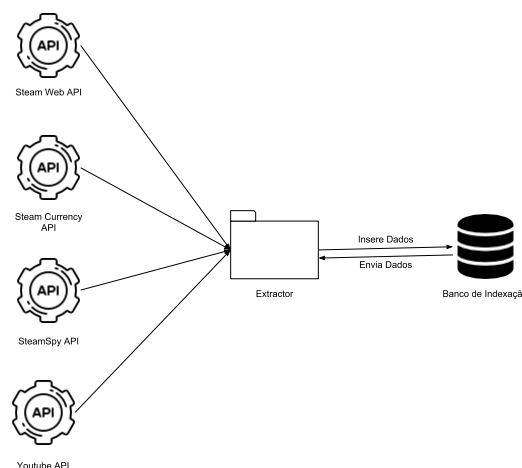 API
Steam Web API
API
Steam Currency
API
API
SteamSpy API
API
Youtube API
Extractor
Insere Dados
Envia Dados
Banco de Indexaçã